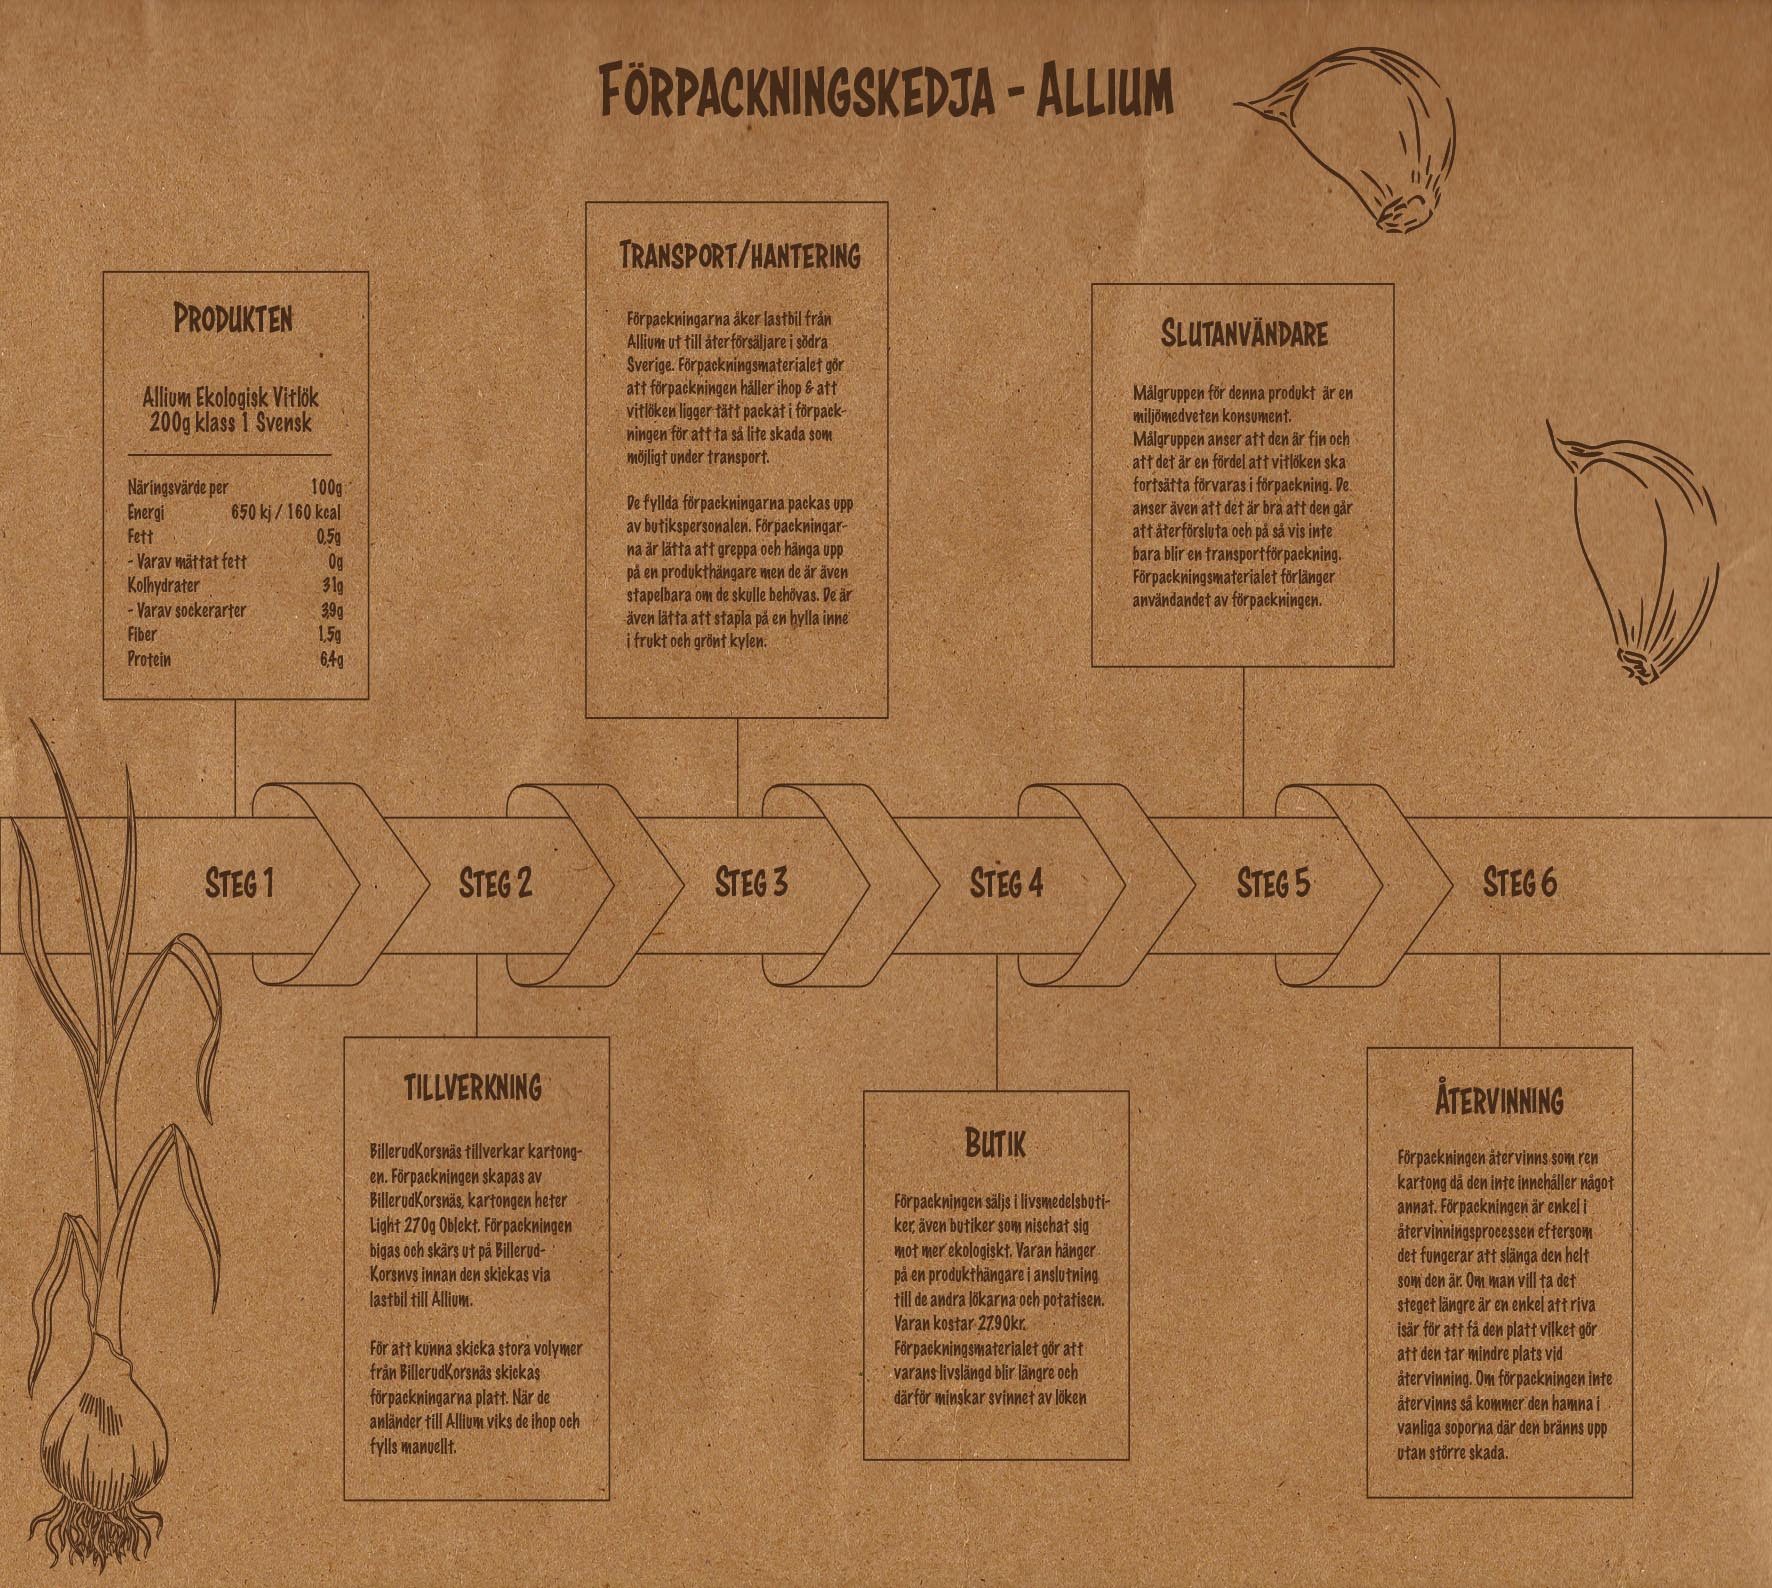 FÖRPACKNINGSKEDJA - ALLIUM
PRODUKTEN
Allium Ekologisk Vitlök
200g klass 1 Svensk
Näringsvärde per 100g
Energi 650 kj / 160 kcal
Fett 0,5g
- Varav mättat fett 0g
Kolhydrater 31g
- Varav sockerarter 3,9g
Fiber 1,5g
Protein 6,4g
TRANSPORT/HANTERING
Förpackningarna åker lastbil från
Allium ut till återförsäljare i södra
Sverige. Förpackningsmaterialet gör
att förpackningen håller ihop & att
vitlöken ligger tätt packat i förpack-
ningen för att ta så lite skada som
möjligt under transport.
De fyllda förpackningarna packas upp
av butikspersonalen. Förpackningar-
na är lätta att greppa och hänga upp
på en produkthängare men de är även
stapelbara om de skulle behövas. De är
även lätta att stapla på en hylla inne
i frukt och grönt kylen.
SLUTANVÄNDARE
Målgruppen för denna produkt är en
miljömedveten konsument.
Målgruppen anser att den är fin och
att det är en fördel att vitlöken ska
fortsätta förvaras i förpackning. De
anser även att det är bra att den går
att återförsluta och på så vis inte
bara blir en transportförpackning.
Förpackningsmaterialet förlänger
användandet av förpackningen.
STEG 1
STEG 2
STEG 3
STEG 4
STEG 5
STEG 6
TILLVERKNING
BillerudKorsnäs tillverkar kartong-
en. Förpackningen skapas av
BillerudKorsnäs, kartongen heter
Light 270g Oblekt. Förpackningen
bigas och skärs ut på Billerud-
Korsnvs innan den skickas via
lastbil till Allium.
För att kunna skicka stora volymer
från BillerudKorsnäs skickas
förpackningarna platt. När de
anländer till Allium viks de ihop och
fylls manuellt.
BUTIK
Förpackningen säljs i livsmedelsbuti-
ker, även butiker som nischat sig
mot mer ekologiskt. Varan hänger
på en produkthängare i anslutning
till de andra lökarna och potatisen.
Varan kostar 27.90kr.
Förpackningsmaterialet gör att
varans livslängd blir längre och
därför minskar svinnet av löken
ÅTERVINNING
Förpackningen återvinns som ren
kartong då den inte innehåller något
annat. Förpackningen är enkel i
återvinningsprocessen eftersom
det fungerar att slänga den helt
som den är. Om man vill ta det
steget längre är en enkel att riva
isär för att få den platt vilket gör
att den tar mindre plats vid
återvinning. Om förpackningen inte
återvinns så kommer den hamna i
vanliga soporna där den bränns upp
utan större skada.